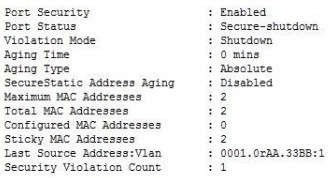 Port Security : Enabled
Port Status : Secure-shutdown
Violation Mode : Shutdown
Aging Time : 0 mins
Aging Type : Absolute
SecureStatic Address Aging : Disabled
Maximum MAC Addresses : 2
Total MAC Addresses : 2
Configured MAC Addresses : 0
Sticky MAC Addresses : 2
Last Source Address:Vlan : 0001.0rAA.33BB:1
Security Violation Count : 1